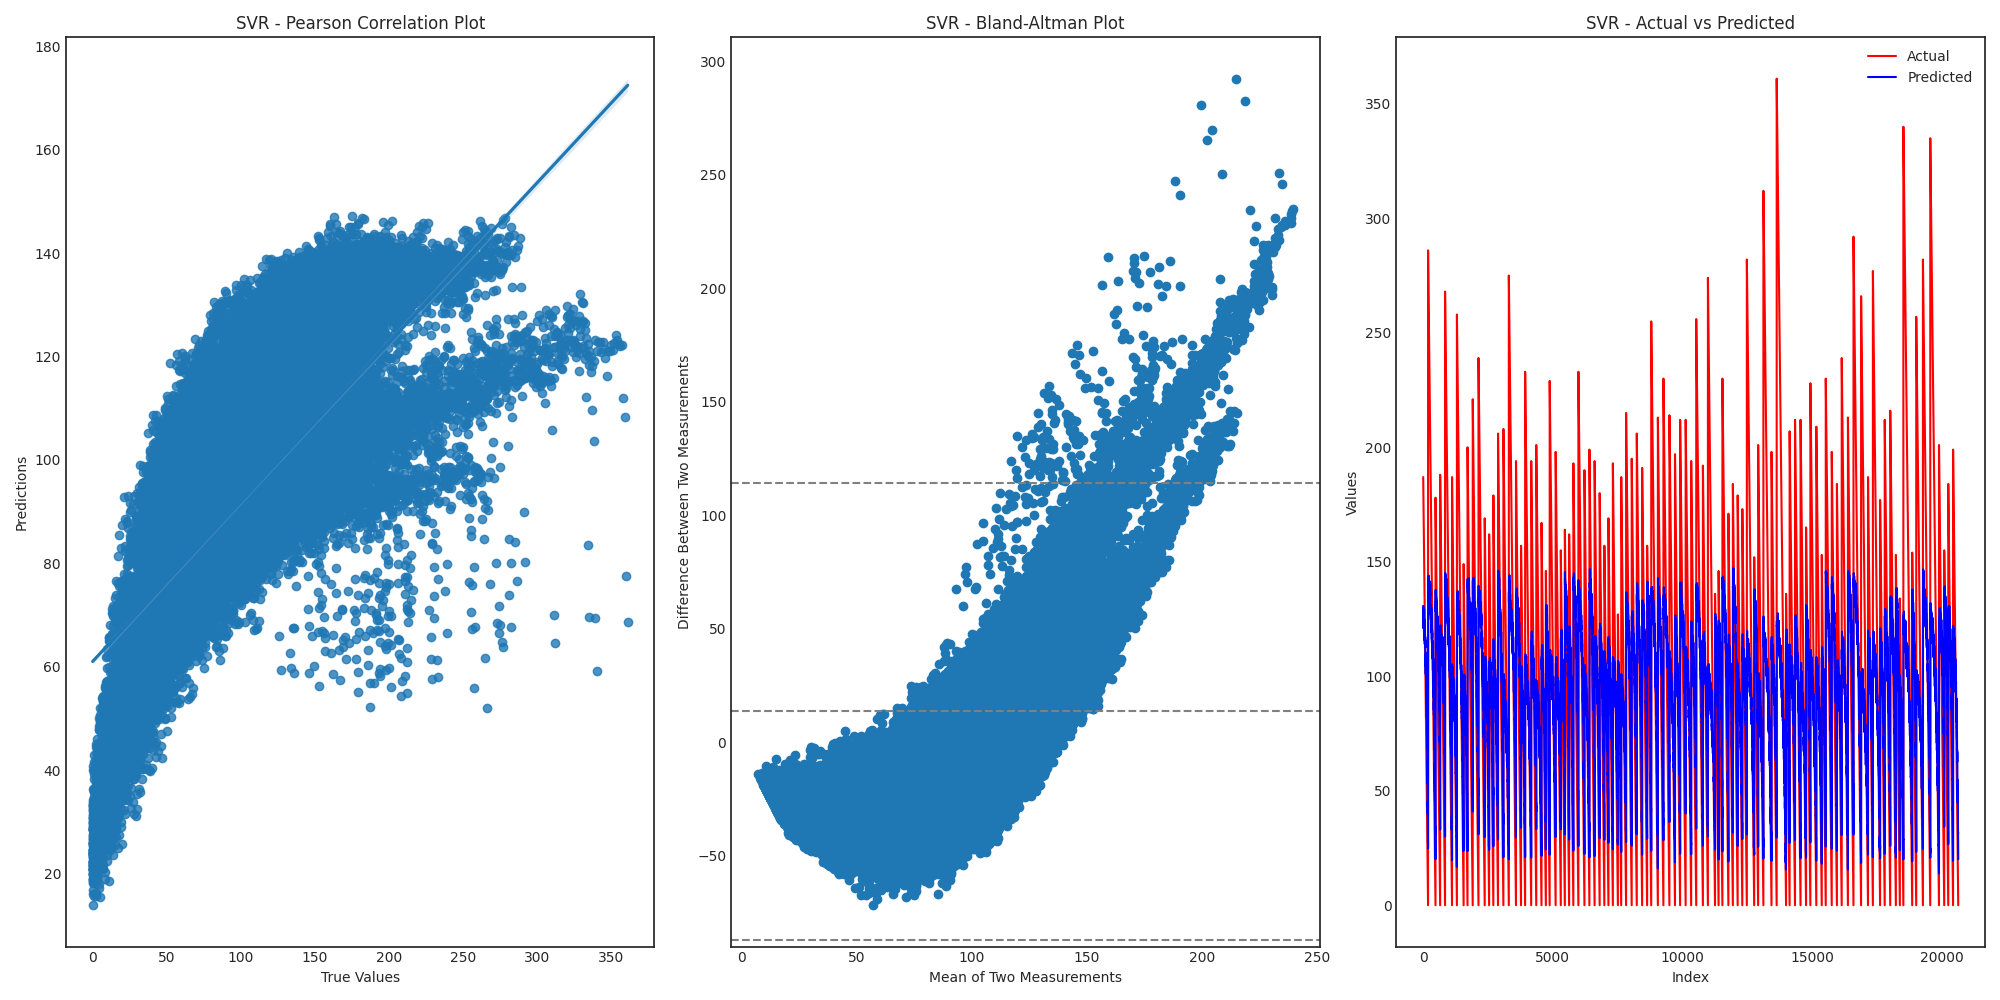 SVR - Pearson Correlation Plot
180
160
140
120
100
80
60
40
20
Predictions
0 50 100 150 200 250 300 350
True Values
SVR - Bland-Altman Plot
300
250
200
150
100
50
0
−50
Difference Between Two Measurements
0 50 100 150 200 250
Mean of Two Measurements
SVR - Actual vs Predicted
Actual
Predicted
350
300
250
200
150
100
50
0
Values
0 5000 10000 15000 20000
Index